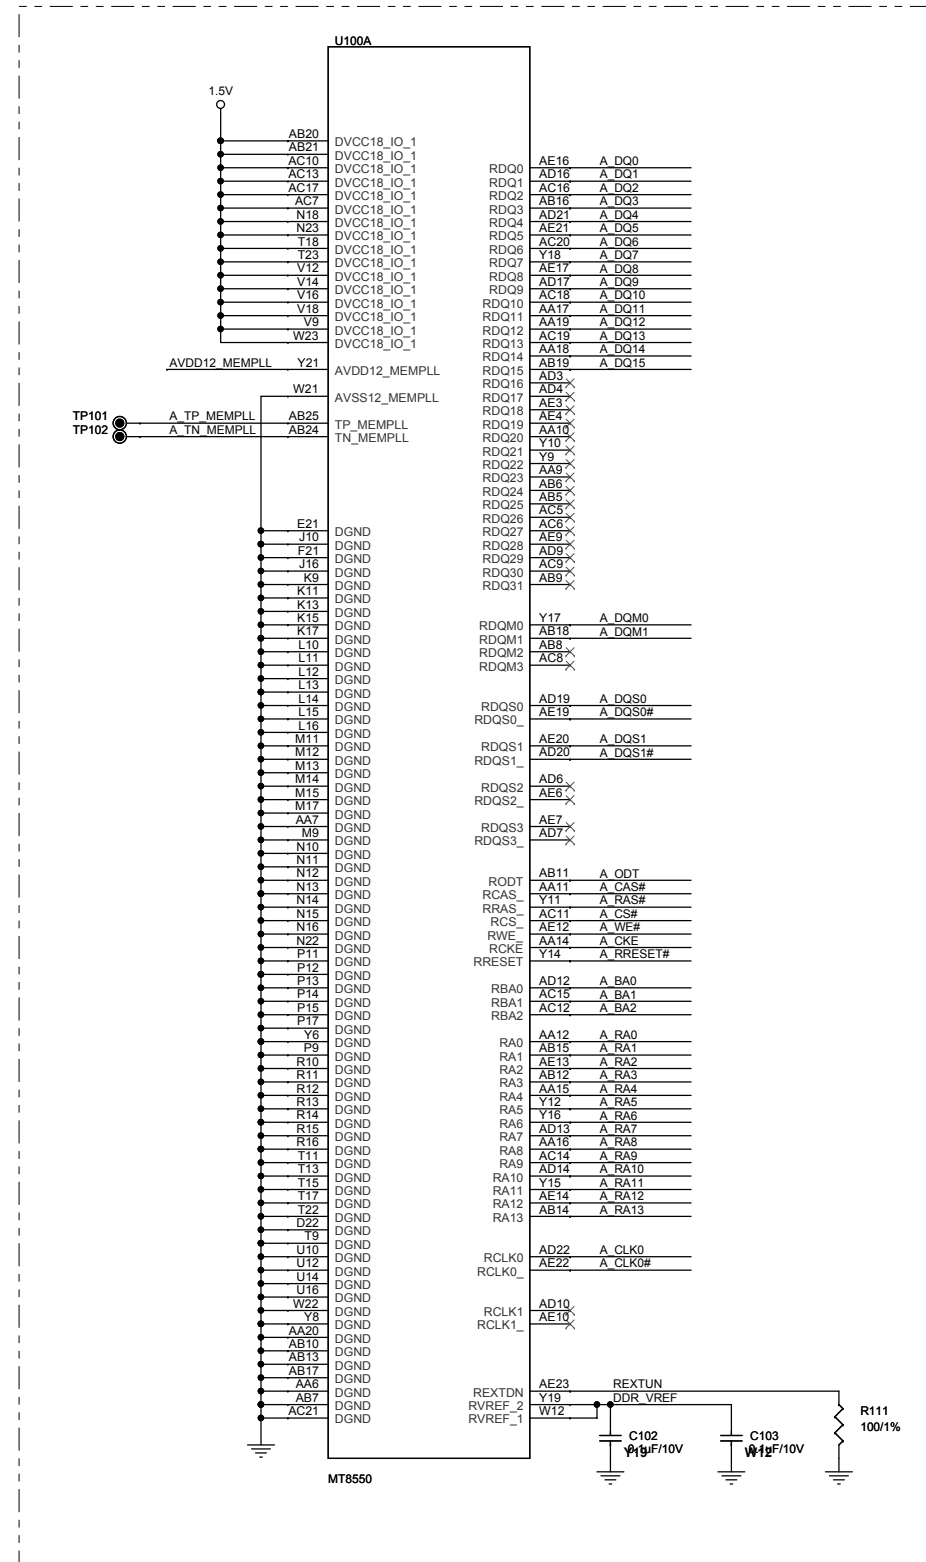 U100A
1.5V
AB20 DVCC18_IO_1
AB21 DVCC18_IO_1
AC10 DVCC18_IO_1
AC13 DVCC18_IO_1
AC17 DVCC18_IO_1
AC7 DVCC18_IO_1
N18 DVCC18_IO_1
N23 DVCC18_IO_1
T18 DVCC18_IO_1
T23 DVCC18_IO_1
V12 DVCC18_IO_1
V14 DVCC18_IO_1
V16 DVCC18_IO_1
V18 DVCC18_IO_1
V9 DVCC18_IO_1
W23 DVCC18_IO_1
AVDD12_MEMPLL Y21 AVDD12_MEMPLL
W21 AVSS12_MEMPLL
TP101 A_TP_MEMPLL AB25 TP_MEMPLL
TP102 A_TN_MEMPLL AB24 TN_MEMPLL
E21 DGND
J10 DGND
F21 DGND
J16 DGND
K9 DGND
K11 DGND
K13 DGND
K15 DGND
K17 DGND
L10 DGND
L11 DGND
L12 DGND
L13 DGND
L14 DGND
L15 DGND
L16 DGND
M11 DGND
M12 DGND
M13 DGND
M14 DGND
M15 DGND
M17 DGND
AA7 DGND
M9 DGND
N10 DGND
N11 DGND
N12 DGND
N13 DGND
N14 DGND
N15 DGND
N16 DGND
N22 DGND
P11 DGND
P12 DGND
P13 DGND
P14 DGND
P15 DGND
P17 DGND
Y6 DGND
P9 DGND
R10 DGND
R11 DGND
R12 DGND
R13 DGND
R14 DGND
R15 DGND
R16 DGND
T11 DGND
T13 DGND
T15 DGND
T17 DGND
T22 DGND
D22 DGND
T9 DGND
U10 DGND
U12 DGND
U14 DGND
U16 DGND
W22 DGND
Y8 DGND
AA20 DGND
AB10 DGND
AB13 DGND
AB17 DGND
AA6 DGND
AB7 DGND
AC21 DGND
RDQ0 AE16 A_DQ0
RDQ1 AD16 A_DQ1
RDQ2 AC16 A_DQ2
RDQ3 AB16 A_DQ3
RDQ4 AD21 A_DQ4
RDQ5 AE21 A_DQ5
RDQ6 AC20 A_DQ6
RDQ7 Y18 A_DQ7
RDQ8 AE17 A_DQ8
RDQ9 AD17 A_DQ9
RDQ10 AC18 A_DQ10
RDQ11 AA17 A_DQ11
RDQ12 AA19 A_DQ12
RDQ13 AC19 A_DQ13
RDQ14 AA18 A_DQ14
RDQ15 AB19 A_DQ15
RDQ16 AD3
RDQ17 AD4
RDQ18 AE3
RDQ19 AE4
RDQ20 AA10
RDQ21 Y10
RDQ22 Y9
RDQ23 AA9
RDQ24 AB6
RDQ25 AB5
RDQ26 AC5
RDQ27 AC6
RDQ28 AE9
RDQ29 AD9
RDQ30 AC9
RDQ31 AB9
RDQM0 Y17 A_DQM0
RDQM1 AB18 A_DQM1
RDQM2 AB8
RDQM3 AC8
RDQS0 AD19 A_DQS0
RDQS0_ AE19 A_DQS0#
RDQS1 AE20 A_DQS1
RDQS1_ AD20 A_DQS1#
RDQS2 AD6
RDQS2_ AE6
RDQS3 AE7
RDQS3_ AD7
RODT AB11 A_ODT
RCAS_ AA11 A_CAS#
RRAS_ Y11 A_RAS#
RCS_ AC11 A_CS#
RWE_ AE12 A_WE#
RCKE AA14 A_CKE
RRESET Y14 A_RRESET#
RBA0 AD12 A_BA0
RBA1 AC15 A_BA1
RBA2 AC12 A_BA2
RA0 AA12 A_RA0
RA1 AB15 A_RA1
RA2 AE13 A_RA2
RA3 AB12 A_RA3
RA4 AA15 A_RA4
RA5 Y12 A_RA5
RA6 Y16 A_RA6
RA7 AD13 A_RA7
RA8 AA16 A_RA8
RA9 AC14 A_RA9
RA10 AD14 A_RA10
RA11 Y15 A_RA11
RA12 AE14 A_RA12
RA13 AB14 A_RA13
RCLK0 AD22 A_CLK0
RCLK0_ AE22 A_CLK0#
RCLK1 AD10
RCLK1_ AE10
REXTDN AE23 REXTUN
RVREF_2 Y19 DDR_VREF
RVREF_1 W12
R111
100/1%
C102
0.1uF/10V
Y19
C103
0.1uF/10V
W12
MT8550